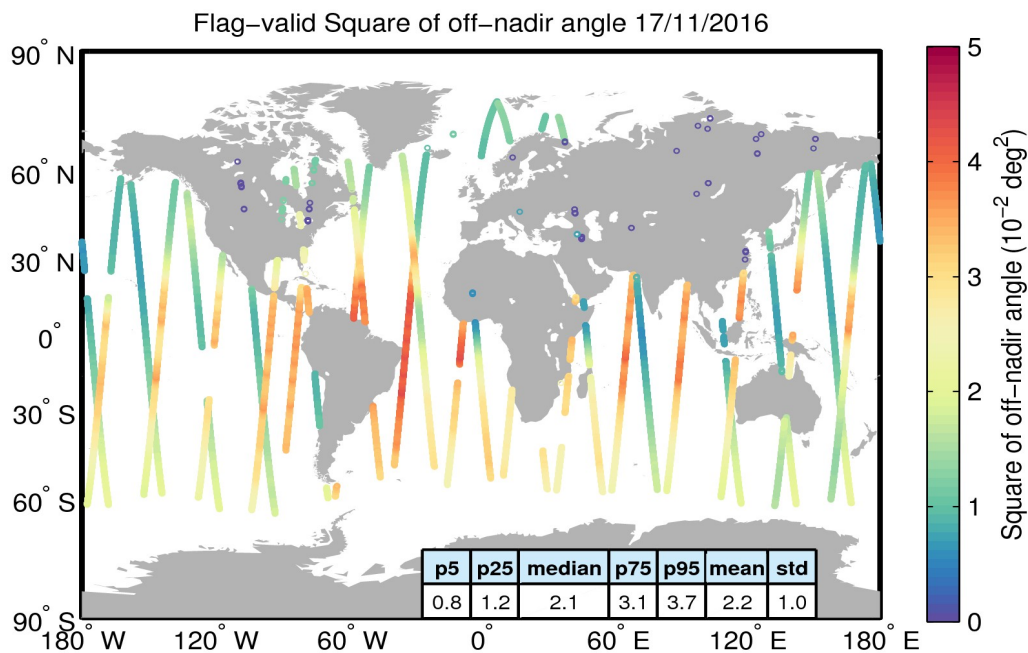 Flag−valid Square of off−nadir angle 17/11/2016
90° N
60° N
30° N
0°
30° S
60° S
90° S
180° W
120° W
60° W
0°
60° E
120° E
180° E
p5 p25 median p75 p95 mean std
0.8 1.2 2.1 3.1 3.7 2.2 1.0
5
4
3
2
1
0
Square of off−nadir angle (10⁻² deg²)